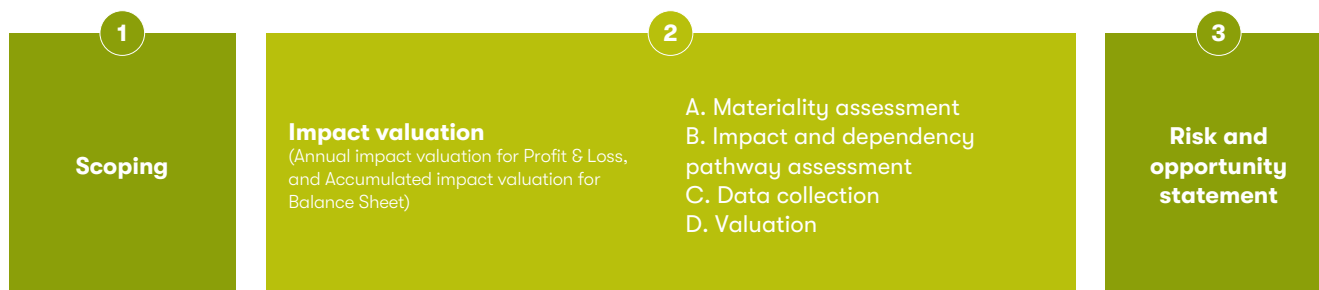 1
Scoping
2
Impact valuation
(Annual impact valuation for Profit & Loss,
and Accumulated impact valuation for
Balance Sheet)
A. Materiality assessment
B. Impact and dependency
pathway assessment
C. Data collection
D. Valuation
3
Risk and
opportunity
statement